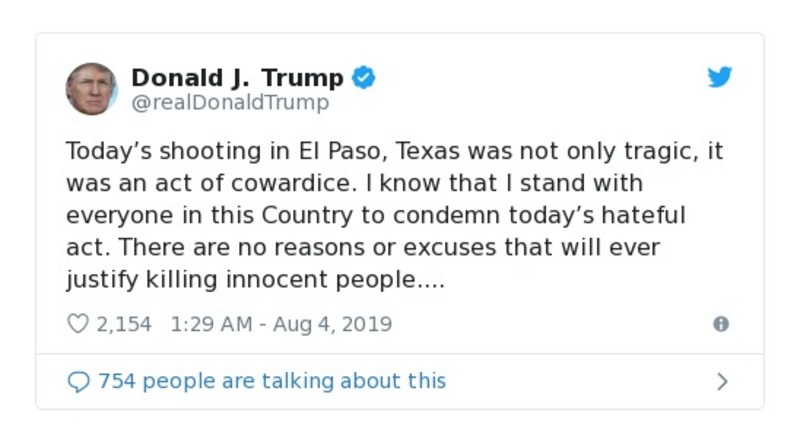 Donald J. Trump
@realDonaldTrump
Today’s shooting in El Paso, Texas was not only tragic, it
was an act of cowardice. I know that I stand with
everyone in this Country to condemn today’s hateful
act. There are no reasons or excuses that will ever
justify killing innocent people....
2,154 1:29 AM - Aug 4, 2019
754 people are talking about this